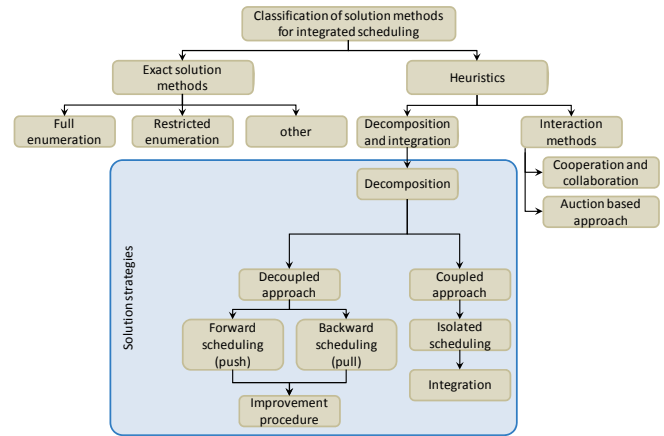 Classification of solution methods
for integrated scheduling
Exact solution
methods
Heuristics
Full
enumeration
Restricted
enumeration
other
Decomposition
and integration
Interaction
methods
Cooperation and
collaboration
Auction based
approach
Decomposition
Solution strategies
Decoupled
approach
Coupled
approach
Forward
scheduling
(push)
Backward
scheduling
(pull)
Isolated
scheduling
Integration
Improvement
procedure